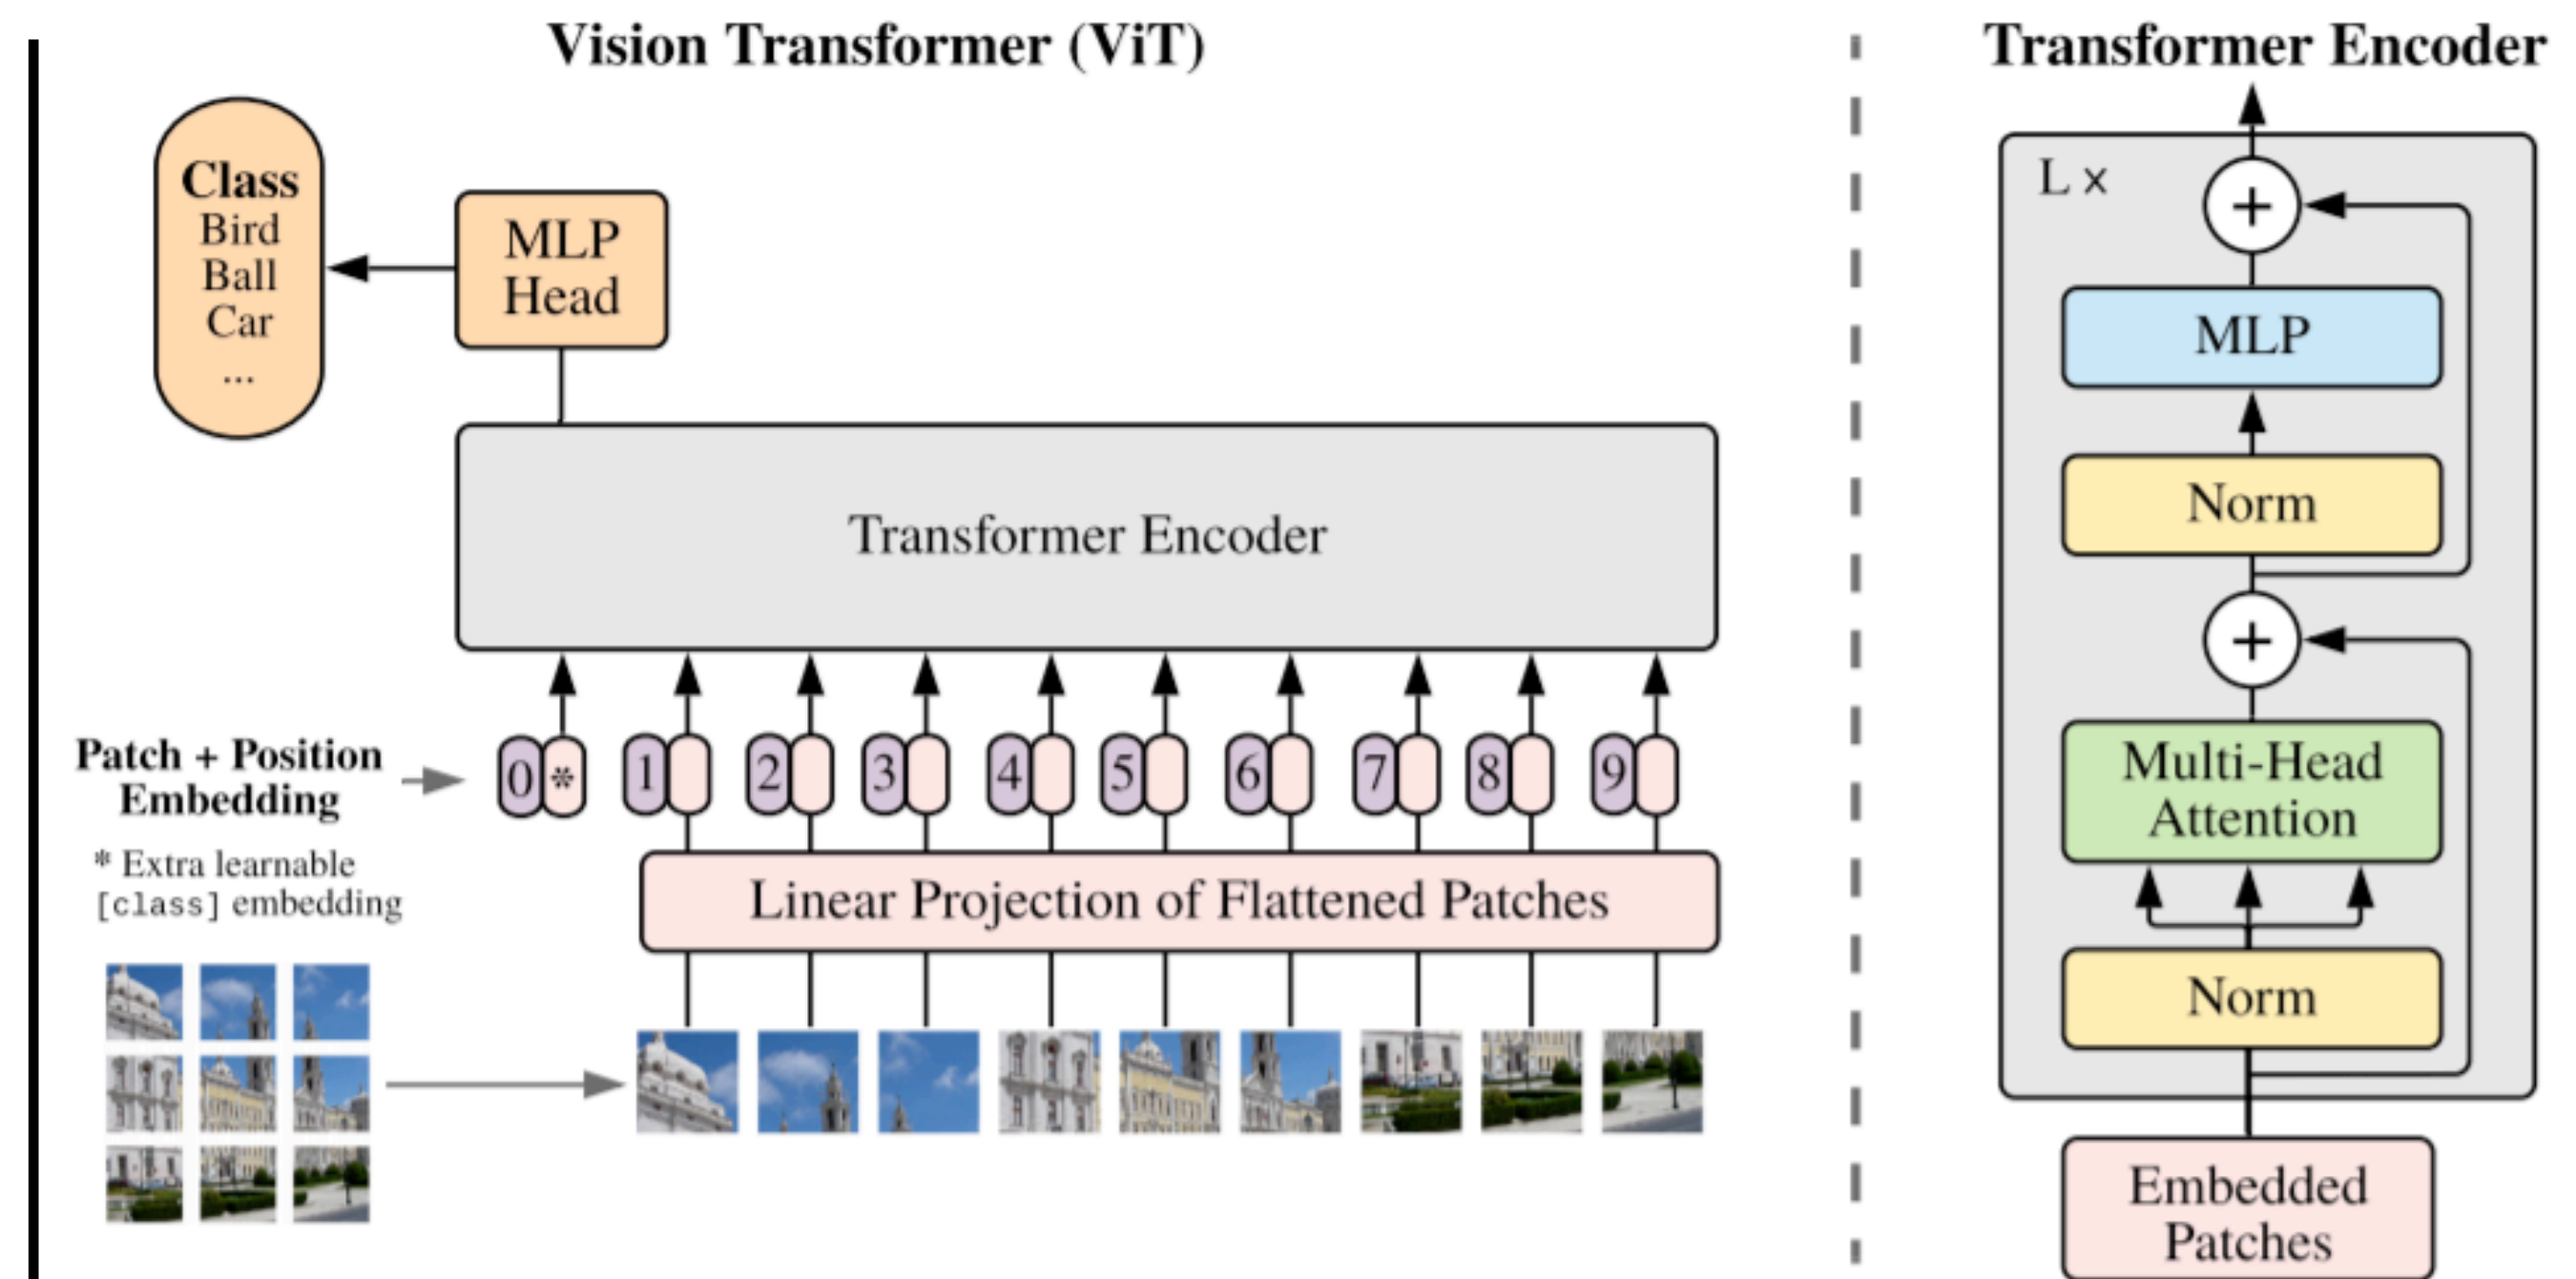 Vision Transformer (ViT)
Class
Bird
Ball
Car
...
MLP
Head
Transformer Encoder
Patch + Position
Embedding
0 * 1 2 3 4 5 6 7 8 9
* Extra learnable
[class] embedding
Linear Projection of Flattened Patches
Transformer Encoder
L x
+
MLP
Norm
+
Multi-Head
Attention
Norm
Embedded
Patches